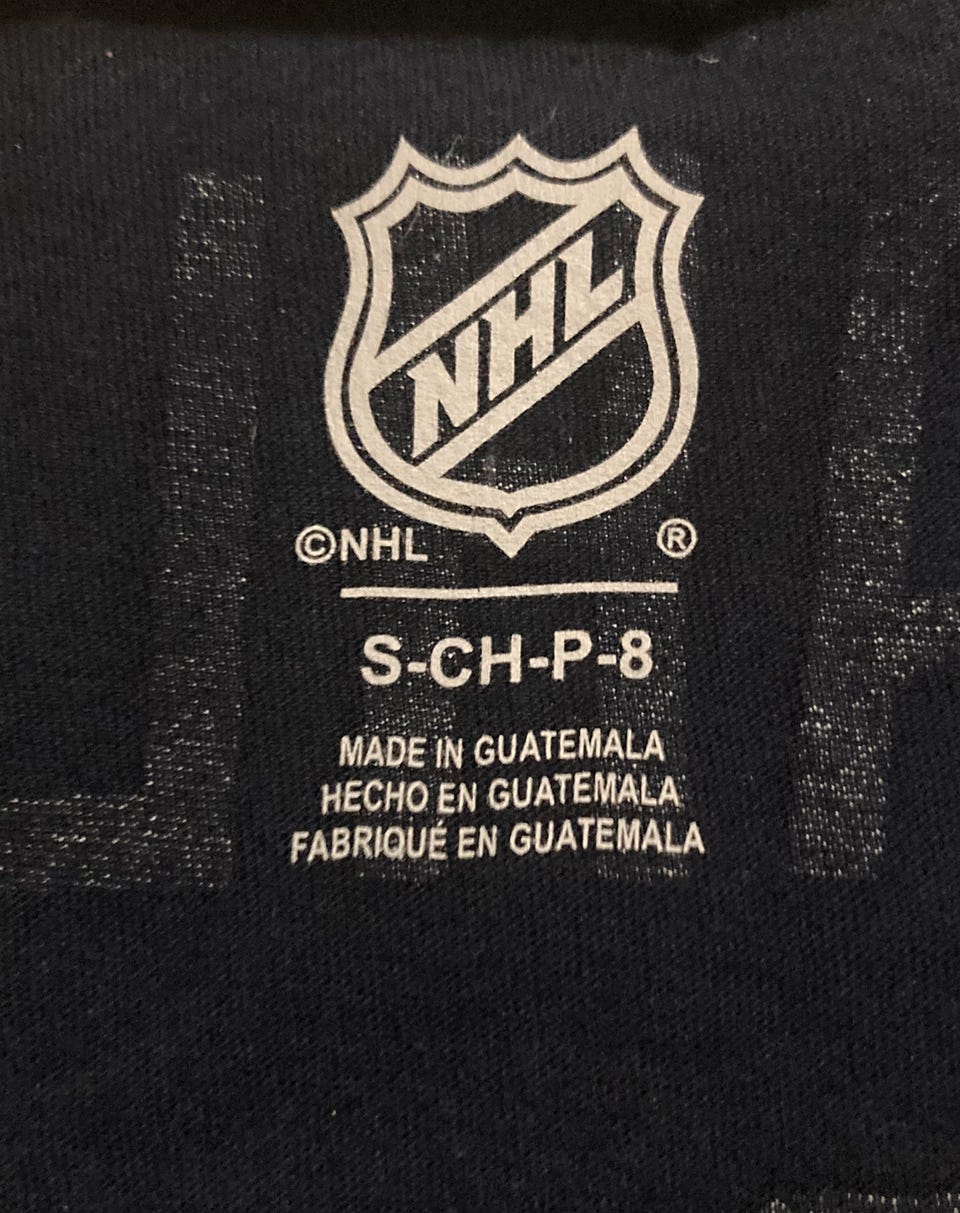 NHL
©NHL ®
S-CH-P-8
MADE IN GUATEMALA
HECHO EN GUATEMALA
FABRIQUÉ EN GUATEMALA